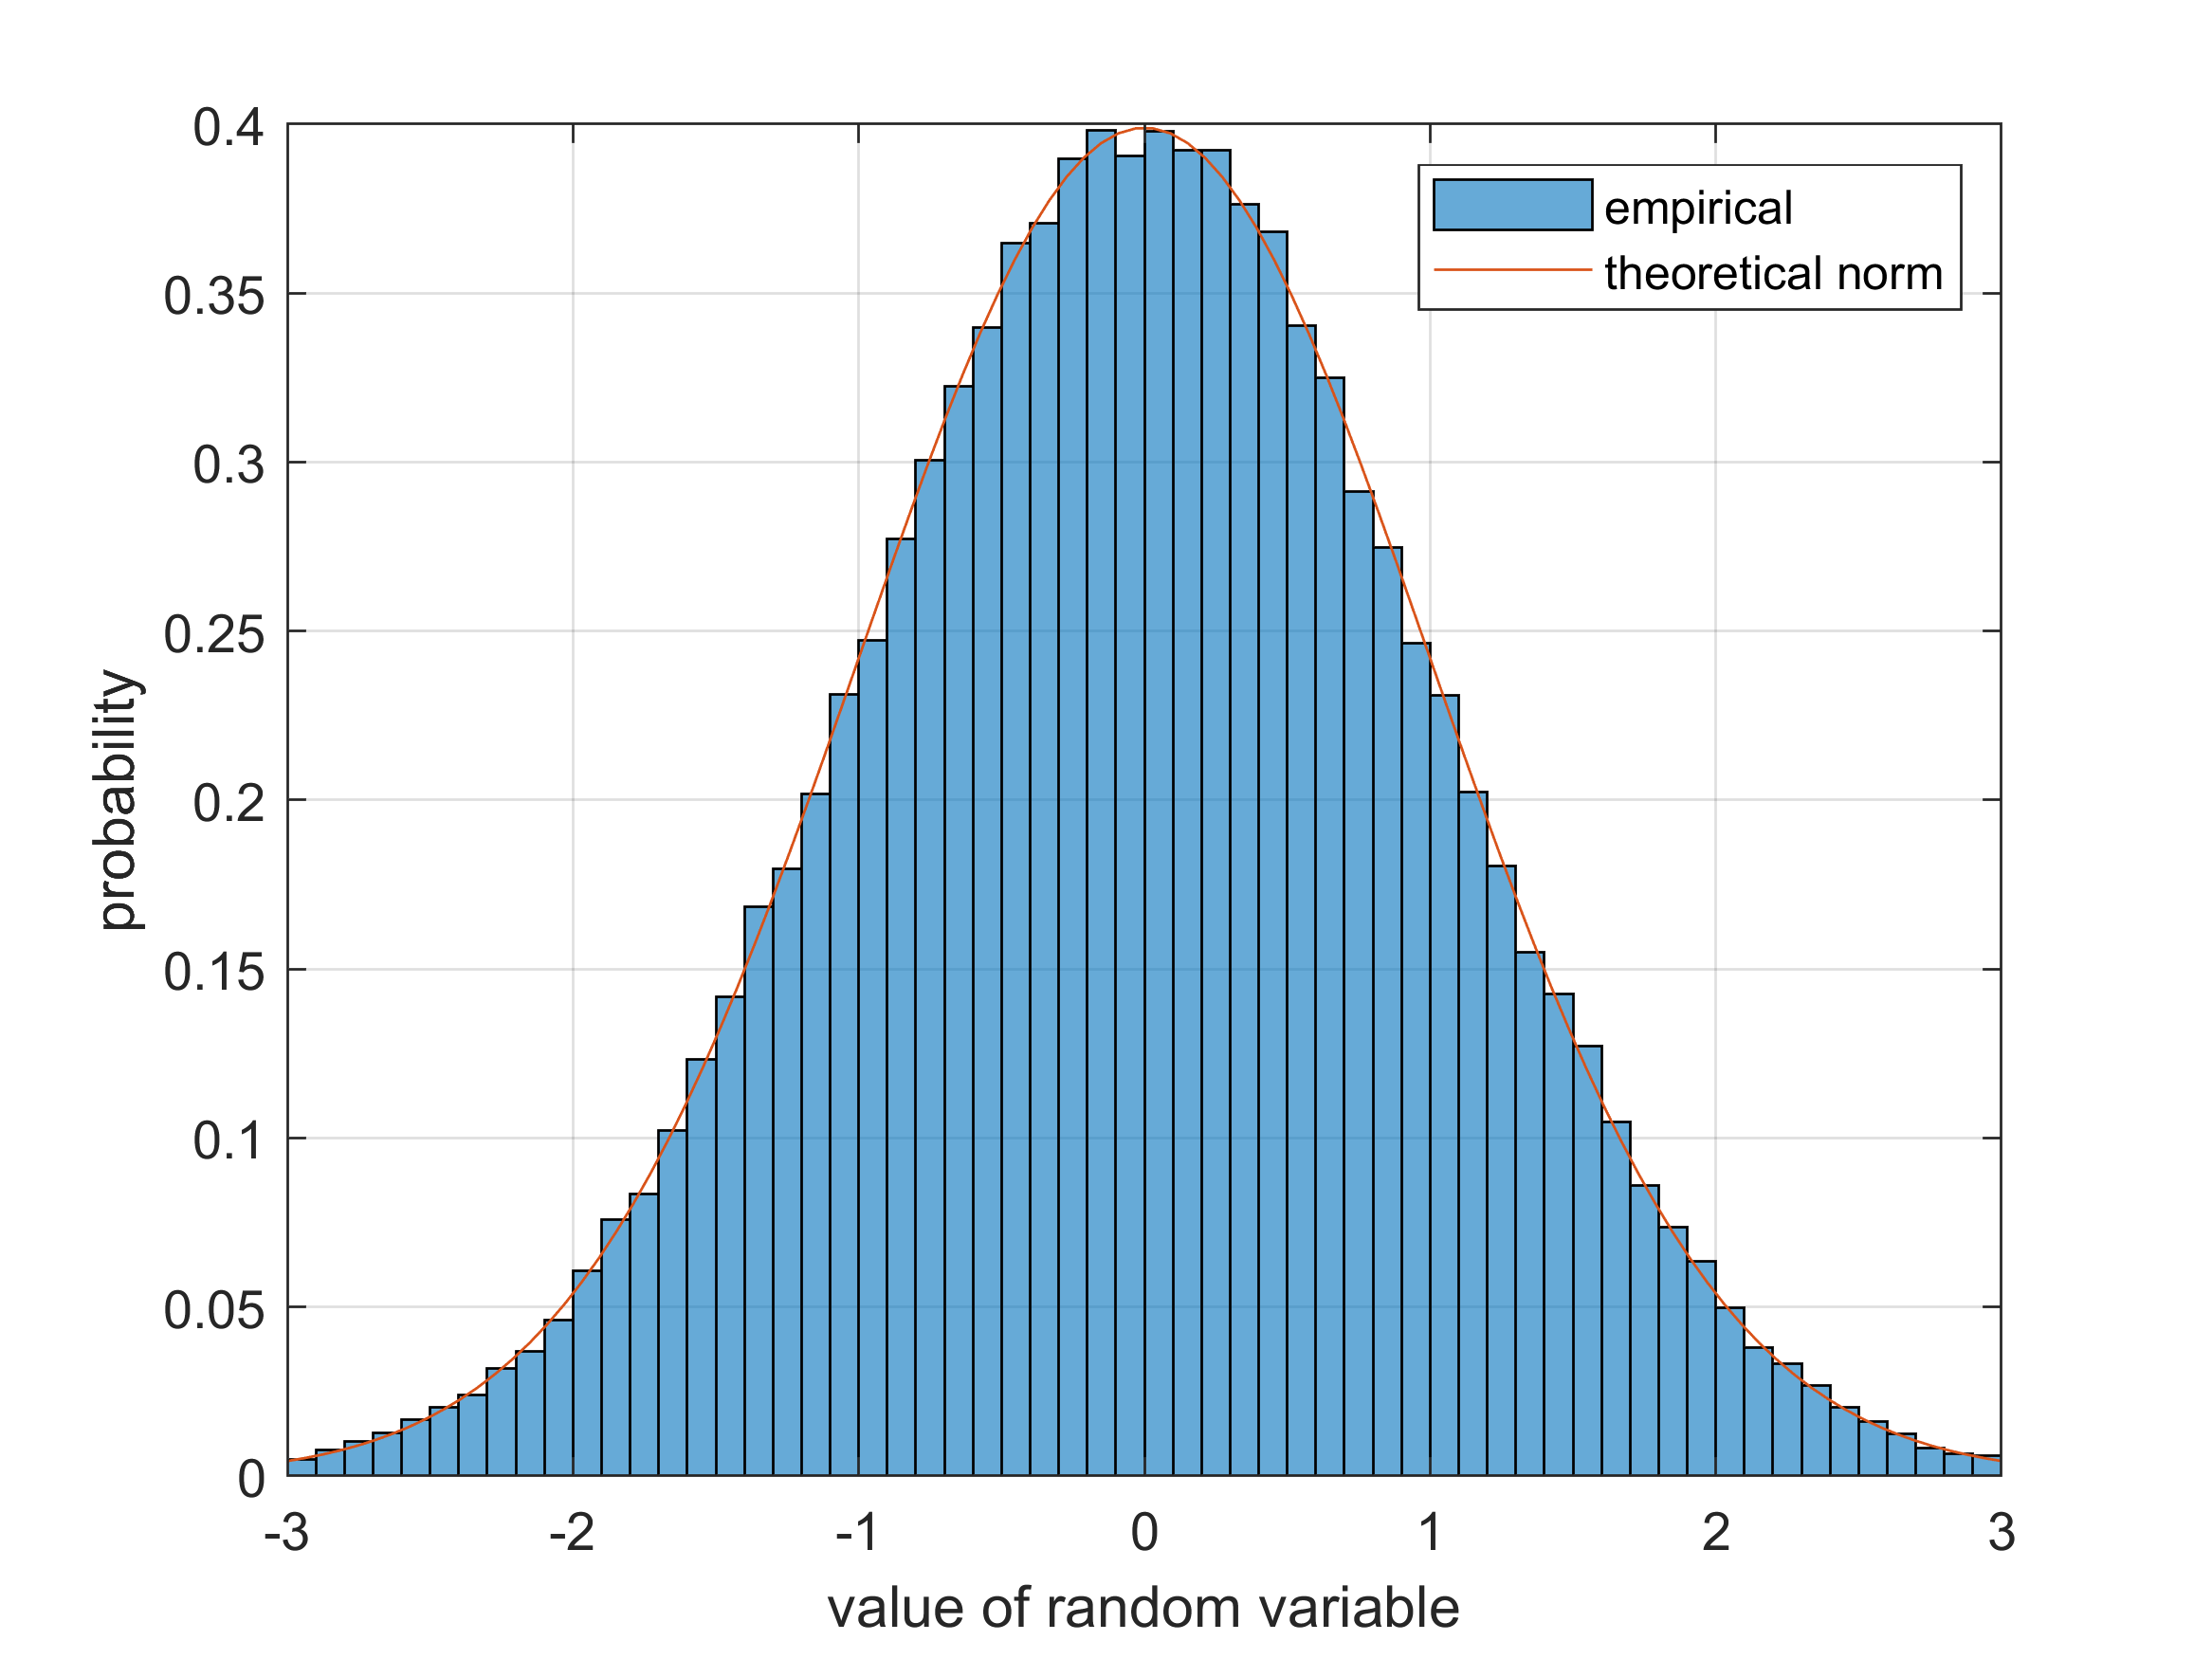 0.4
0.35
0.3
0.25
0.2
0.15
0.1
0.05
0
-3 -2 -1 0 1 2 3
probability
value of random variable
empirical
theoretical norm